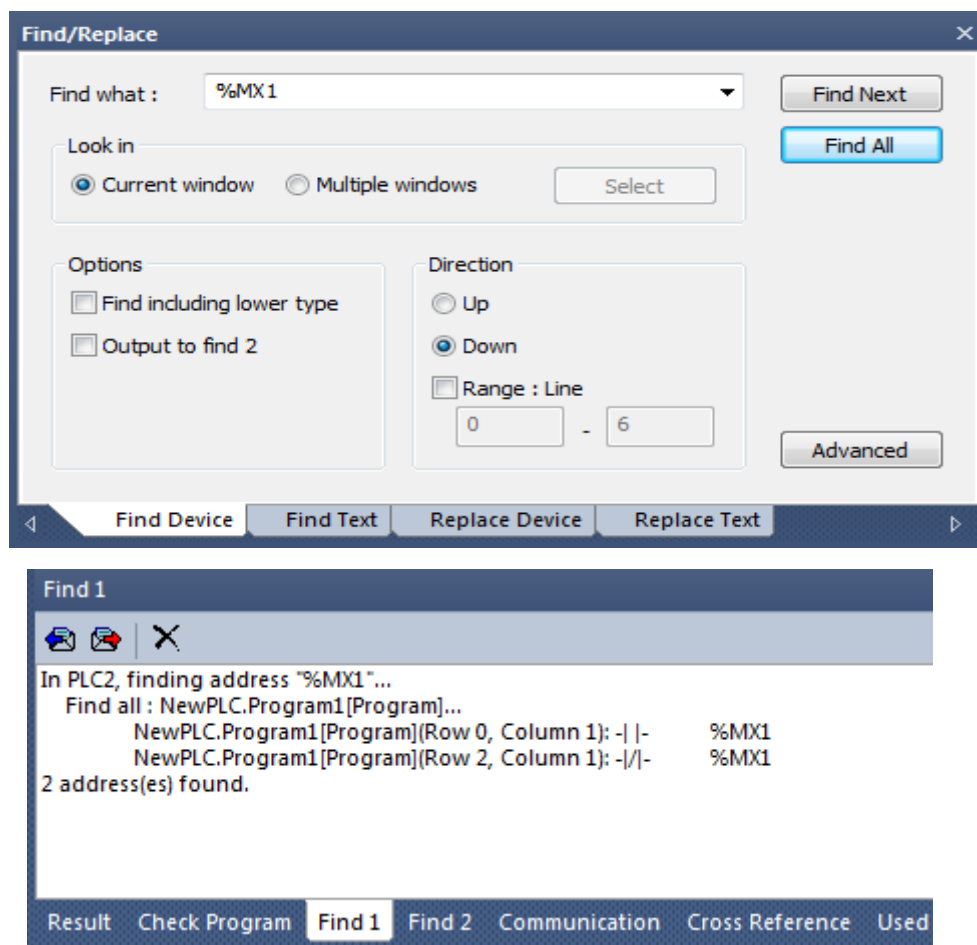 Find/Replace
Find what : %MX1 Find Next
Look in Find All
Current window Multiple windows Select
Options Direction
Find including lower type Up
Output to find 2 Down
Range : Line
0 - 6
Advanced
Find Device Find Text Replace Device Replace Text
Find 1
In PLC2, finding address "%MX1"...
Find all : NewPLC.Program1[Program]...
NewPLC.Program1[Program](Row 0, Column 1): -| |- %MX1
NewPLC.Program1[Program](Row 2, Column 1): -|/|- %MX1
2 address(es) found.
Result Check Program Find 1 Find 2 Communication Cross Reference Used